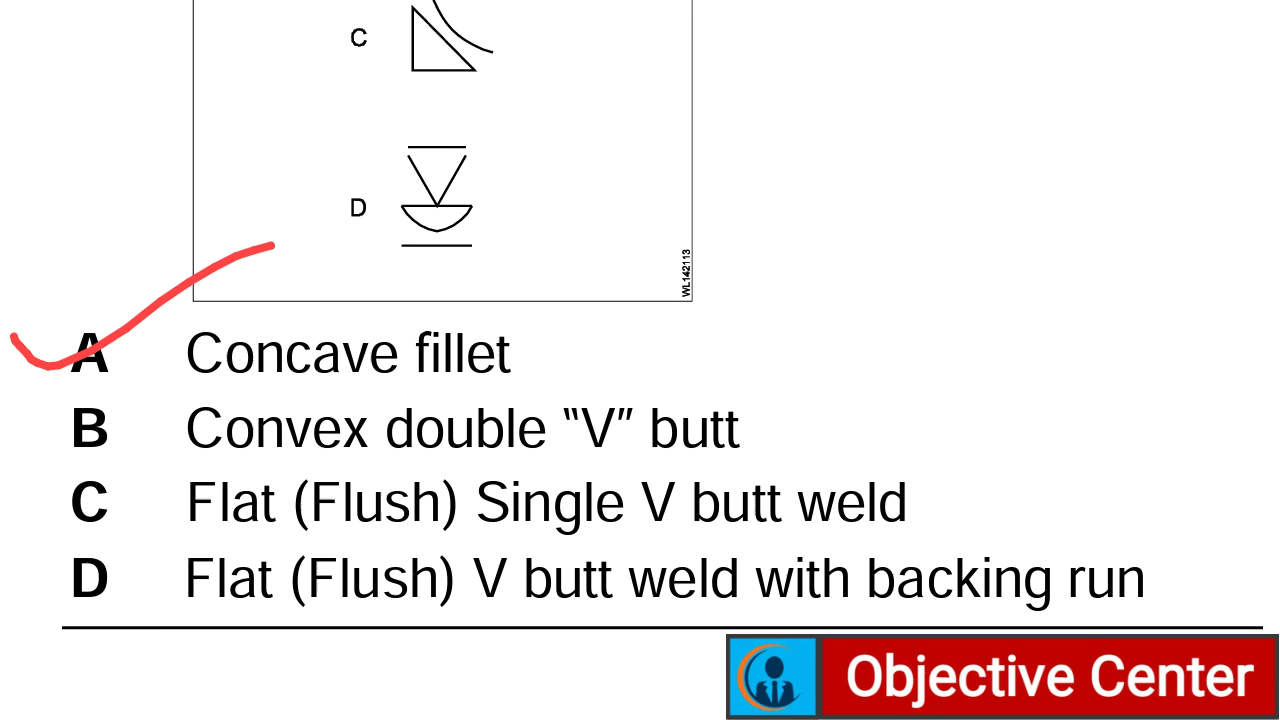 C
D
WL142113
A Concave fillet
B Convex double “V” butt
C Flat (Flush) Single V butt weld
D Flat (Flush) V butt weld with backing run
Objective Center